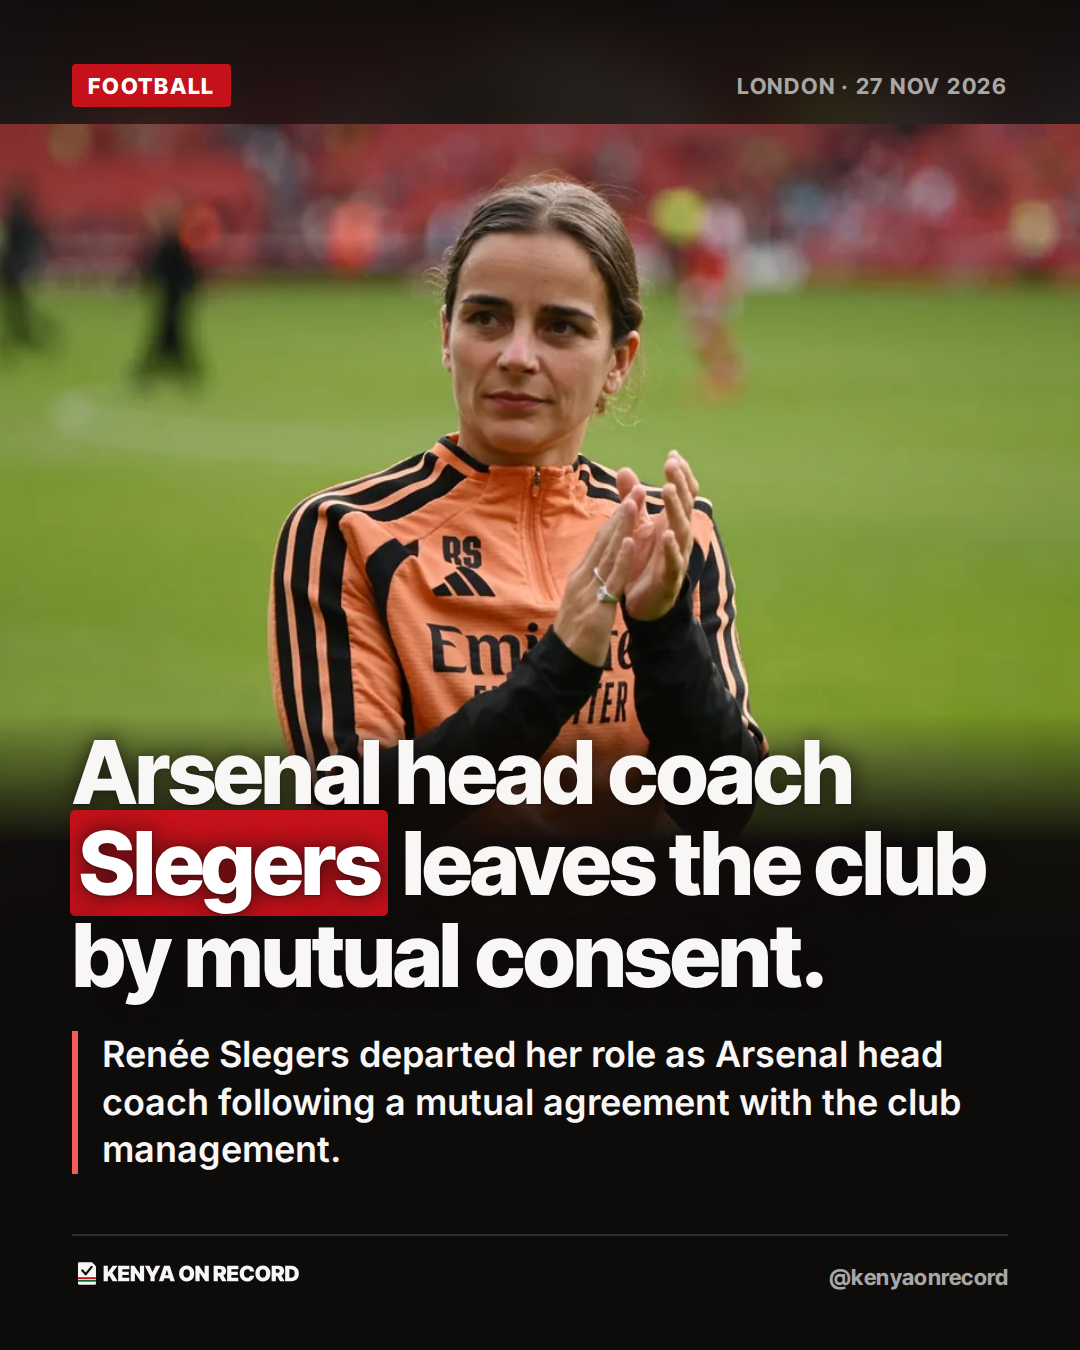 FOOTBALL
LONDON · 27 NOV 2026
RS
Arsenal head coach
Slegers leaves the club
by mutual consent.
Renée Slegers departed her role as Arsenal head
coach following a mutual agreement with the club
management.
KENYA ON RECORD
@kenyaonrecord